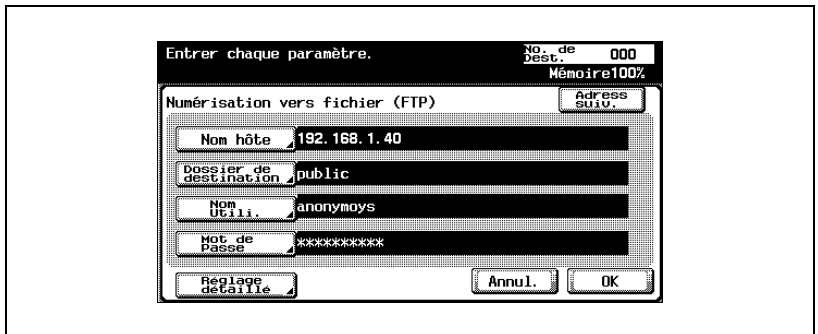 Entrer chaque paramètre.
No. de Dest. 000
Mémoire100%
Numérisation vers fichier (FTP)
Adress suiv.
Nom hôte 192.168.1.40
Dossier de destination public
Nom Utili. anonymoys
Mot de Passe **********
Réglage détaillé
Annul. OK